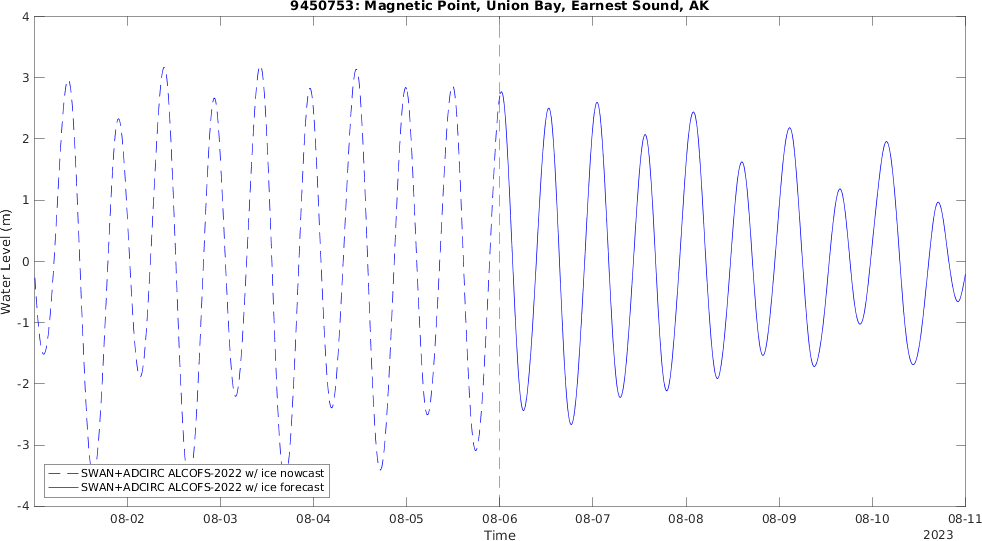 9450753: Magnetic Point, Union Bay, Earnest Sound, AK
4
3
2
1
0
-1
-2
-3
-4
Water Level (m)
SWAN+ADCIRC ALCOFS-2022 w/ ice nowcast
SWAN+ADCIRC ALCOFS-2022 w/ ice forecast
08-02 08-03 08-04 08-05 08-06 08-07 08-08 08-09 08-10 08-11
Time
2023